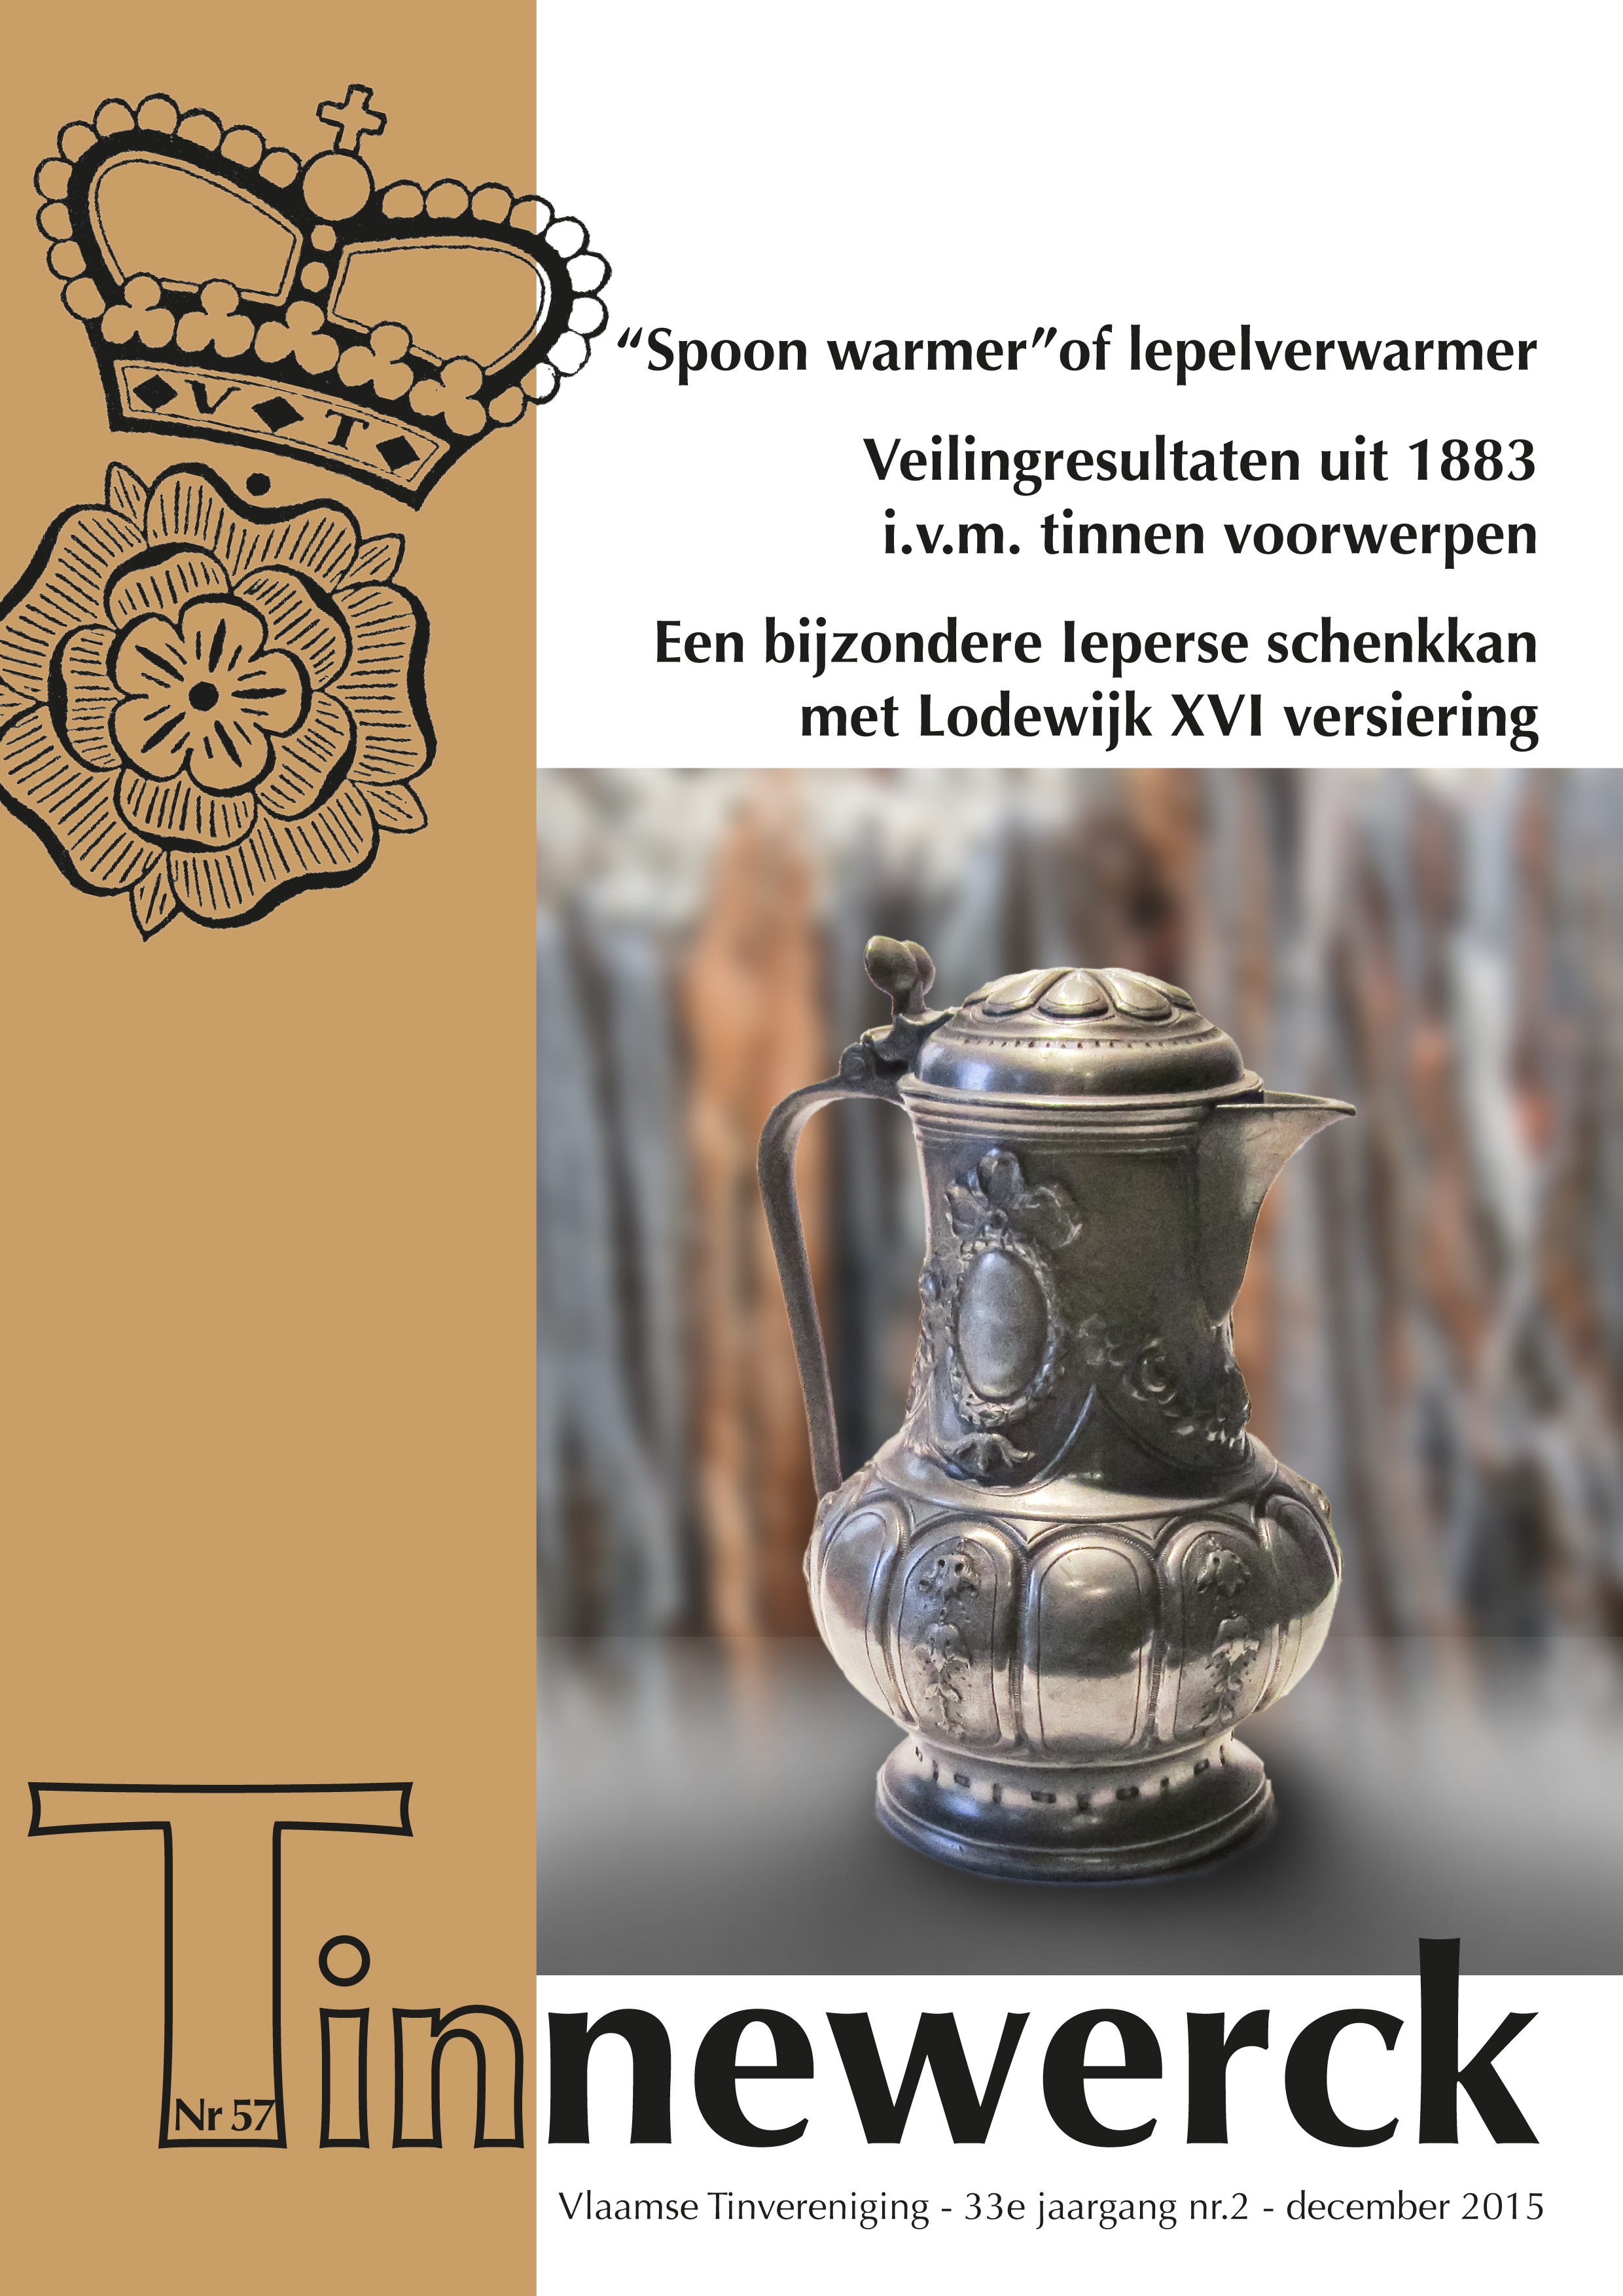 V T
“Spoon warmer”of lepelverwarmer
Veilingresultaten uit 1883
i.v.m. tinnen voorwerpen
Een bijzondere Ieperse schenkkan
met Lodewijk XVI versiering
Tinnewerck
Nr 57
Vlaamse Tinvereniging - 33e jaargang nr.2 - december 2015